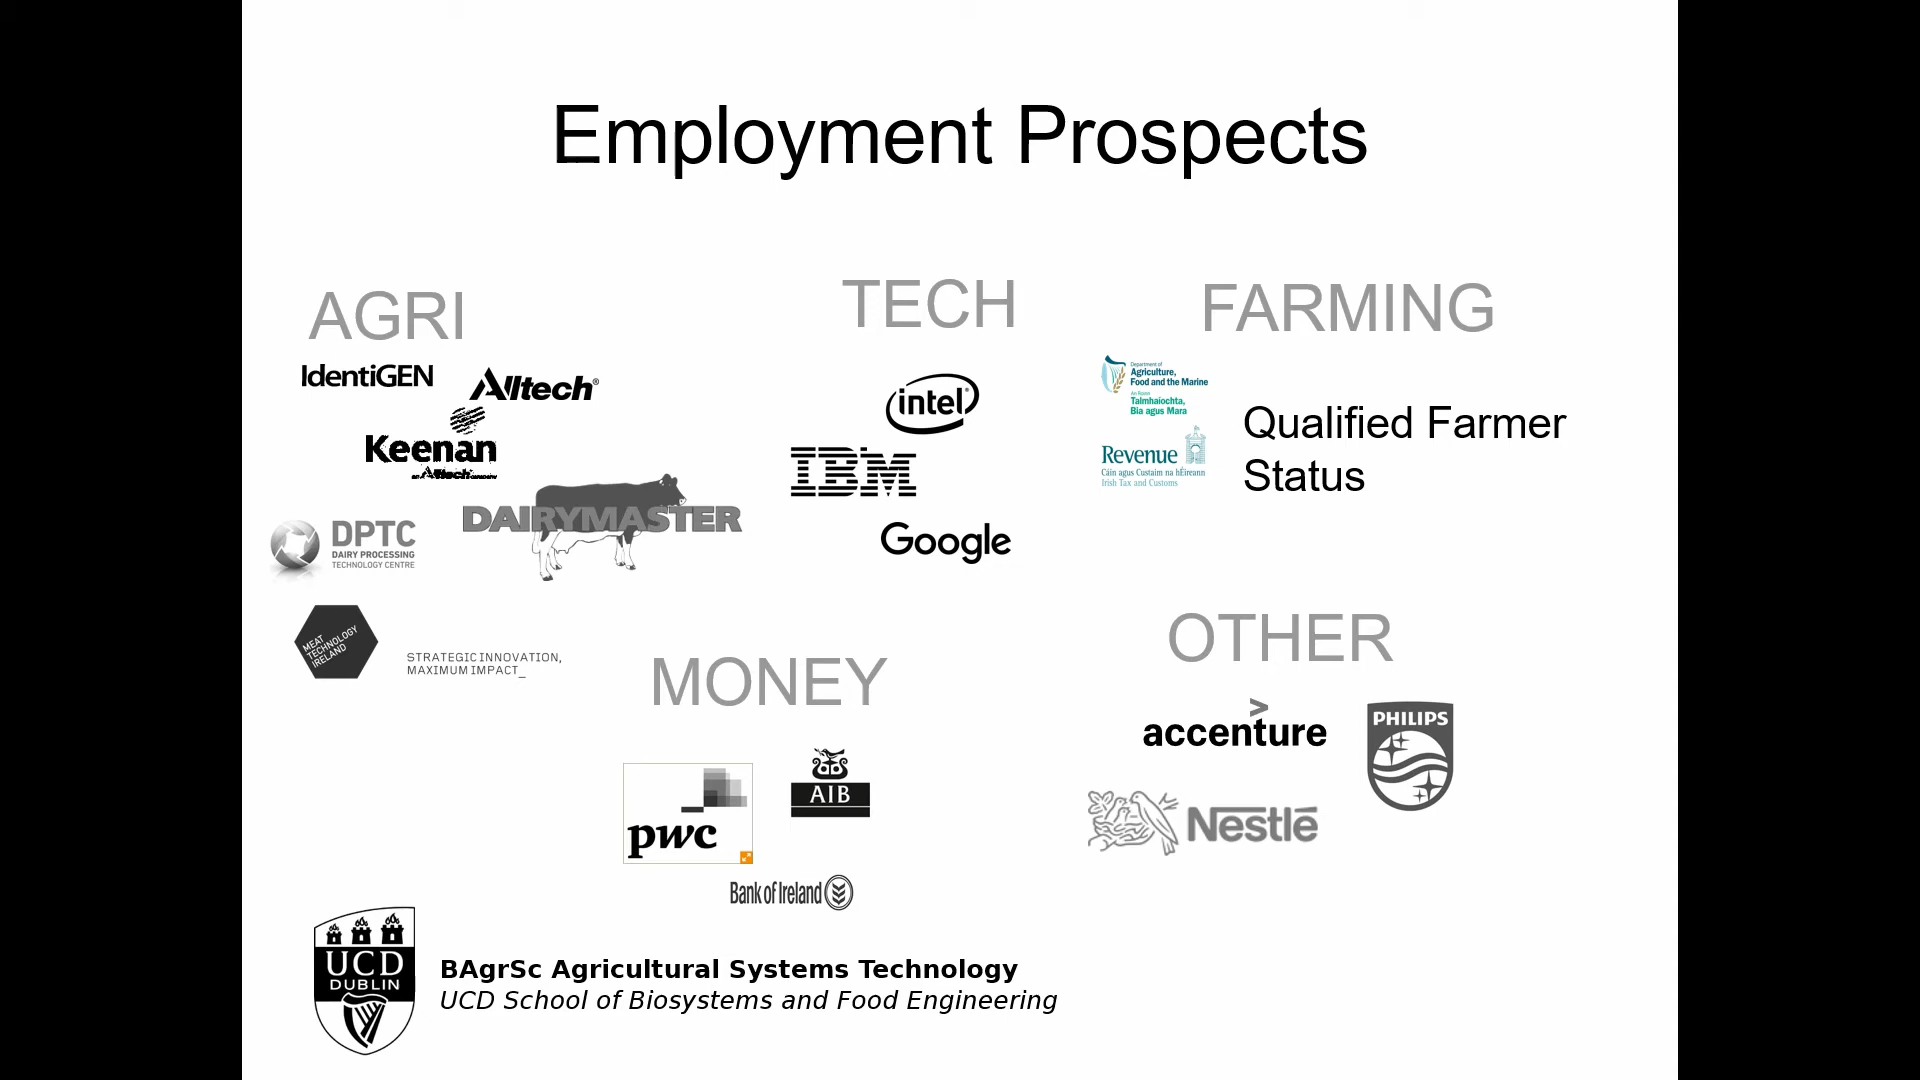 Employment Prospects
AGRI
IdentiGEN
Alltech®
Keenan
DPTC
DAIRY PROCESSING
TECHNOLOGY CENTRE
DAIRYMASTER
MEAT
TECHNOLOGY
IRELAND
STRATEGIC INNOVATION,
MAXIMUM IMPACT_
TECH
intel
IBM
Google
FARMING
Department of
Agriculture,
Food and the Marine
An Roinn
Talmhaíochta,
Bia agus Mara
Revenue
Cáin agus Custaim na hÉireann
Irish Tax and Customs
Qualified Farmer
Status
MONEY
pwc
AIB
Bank of Ireland
OTHER
>
accenture
PHILIPS
Nestlé
UCD
DUBLIN
BAgrSc Agricultural Systems Technology
UCD School of Biosystems and Food Engineering